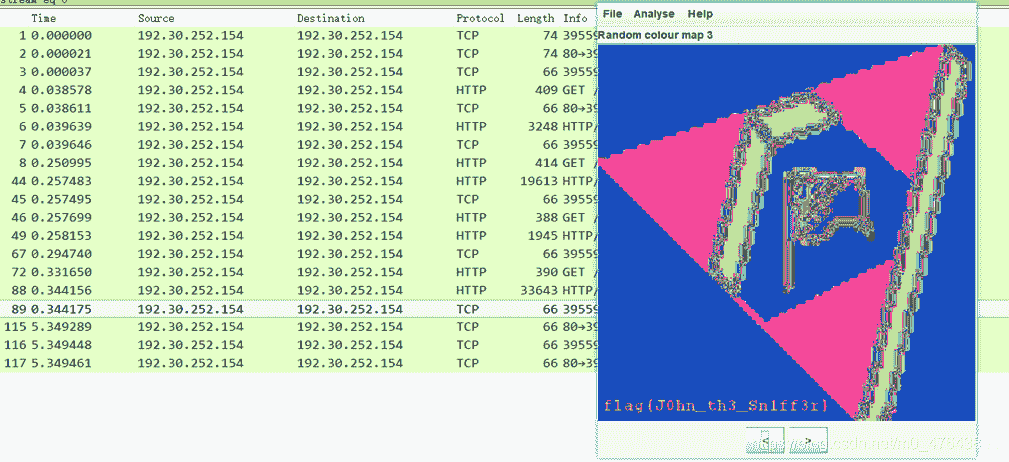 stream eq 0
Time Source Destination Protocol Length Info
1 0.000000 192.30.252.154 192.30.252.154 TCP 74 39559
2 0.000021 192.30.252.154 192.30.252.154 TCP 74 80→39
3 0.000037 192.30.252.154 192.30.252.154 TCP 66 39559
4 0.038578 192.30.252.154 192.30.252.154 HTTP 409 GET /
5 0.038611 192.30.252.154 192.30.252.154 TCP 66 80→39
6 0.039639 192.30.252.154 192.30.252.154 HTTP 3248 HTTP/
7 0.039646 192.30.252.154 192.30.252.154 TCP 66 39559
8 0.250995 192.30.252.154 192.30.252.154 HTTP 414 GET /
44 0.257483 192.30.252.154 192.30.252.154 HTTP 19613 HTTP/
45 0.257495 192.30.252.154 192.30.252.154 TCP 66 39559
46 0.257699 192.30.252.154 192.30.252.154 HTTP 388 GET /
49 0.258153 192.30.252.154 192.30.252.154 HTTP 1945 HTTP/
67 0.294740 192.30.252.154 192.30.252.154 TCP 66 39559
72 0.331650 192.30.252.154 192.30.252.154 HTTP 390 GET /
88 0.344156 192.30.252.154 192.30.252.154 HTTP 33643 HTTP/
89 0.344175 192.30.252.154 192.30.252.154 TCP 66 39559
115 5.349289 192.30.252.154 192.30.252.154 TCP 66 80→39
116 5.349448 192.30.252.154 192.30.252.154 TCP 66 39559
117 5.349461 192.30.252.154 192.30.252.154 TCP 66 80→39
File Analyse Help
Random colour map 3
flag{J0hn_th3_Sn1ff3r}
< >